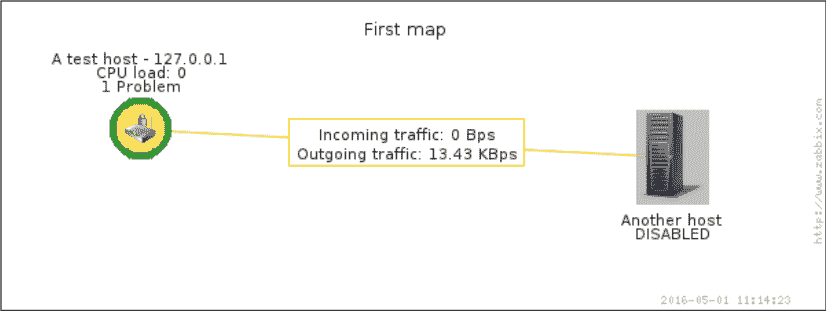 First map
A test host - 127.0.0.1
CPU load: 0
1 Problem
Incoming traffic: 0 Bps
Outgoing traffic: 13.43 KBps
Another host
DISABLED
http://www.zabbix.com
2016-05-01 11:14:23